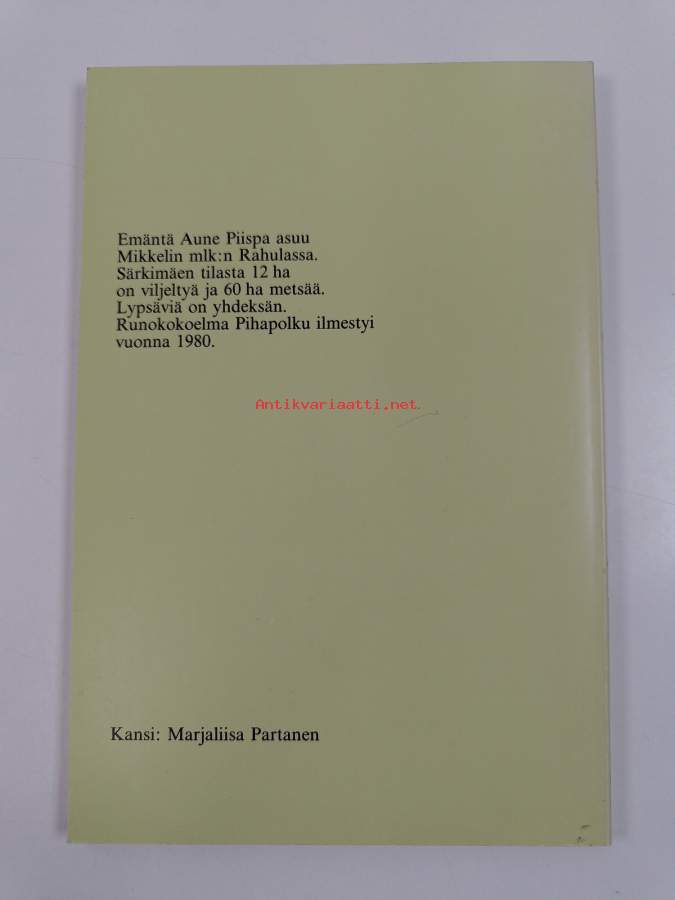 Emäntä Aune Piispa asuu
Mikkelin mlk:n Rahulassa.
Särkimäen tilasta 12 ha
on viljeltyä ja 60 ha metsää.
Lypsäviä on yhdeksän.
Runokokoelma Pihapolku ilmestyi
vuonna 1980.
Antikvariaatti.net
Kansi: Marjaliisa Partanen